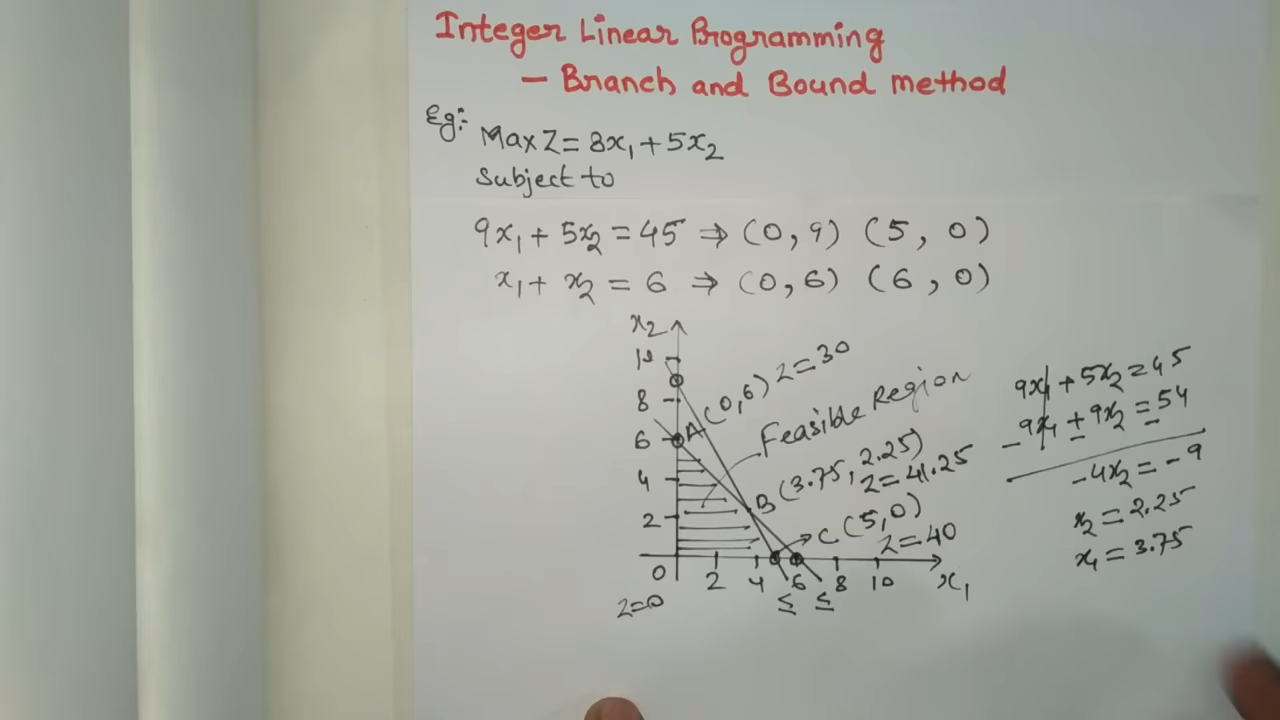 Integer Linear Programming
- Branch and Bound method
Eg:- Max Z = 8x₁ + 5x₂
Subject to
9x₁ + 5x₂ = 45 ⇒ (0, 9) (5, 0)
x₁ + x₂ = 6 ⇒ (0, 6) (6, 0)
x₂
10
8
6
4
2
0
2 4 6 8 10 x₁
A (0, 6) Z = 30
Feasible Region
B (3.75, 2.25)
Z = 41.25
C (5, 0)
Z = 40
Z=0
≤ ≤
9x₁ + 5x₂ = 45
- 9x₁ + 9x₂ = 54
-4x₂ = -9
x₂ = 2.25
x₁ = 3.75